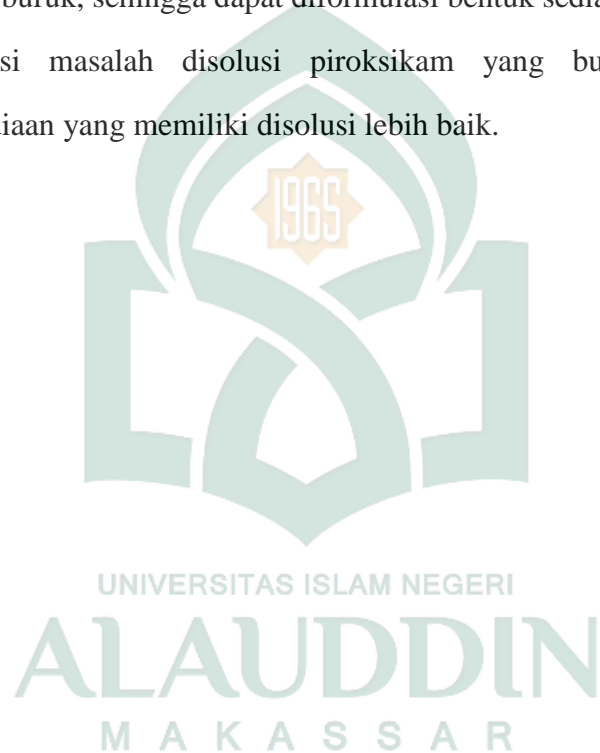 buruk, sehingga dapat diformulasi bentuk sedia
si masalah disolusi piroksikam yang bu
diaan yang memiliki disolusi lebih baik.
1965
UNIVERSITAS ISLAM NEGERI
ALAUDDIN
MAKASSAR